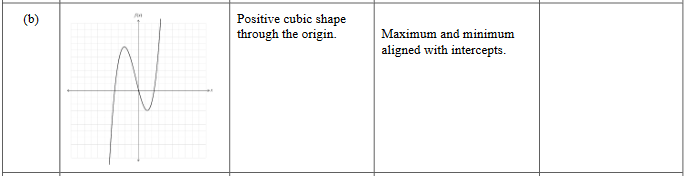 (b)
f(x)
x
Positive cubic shape
through the origin.
Maximum and minimum
aligned with intercepts.